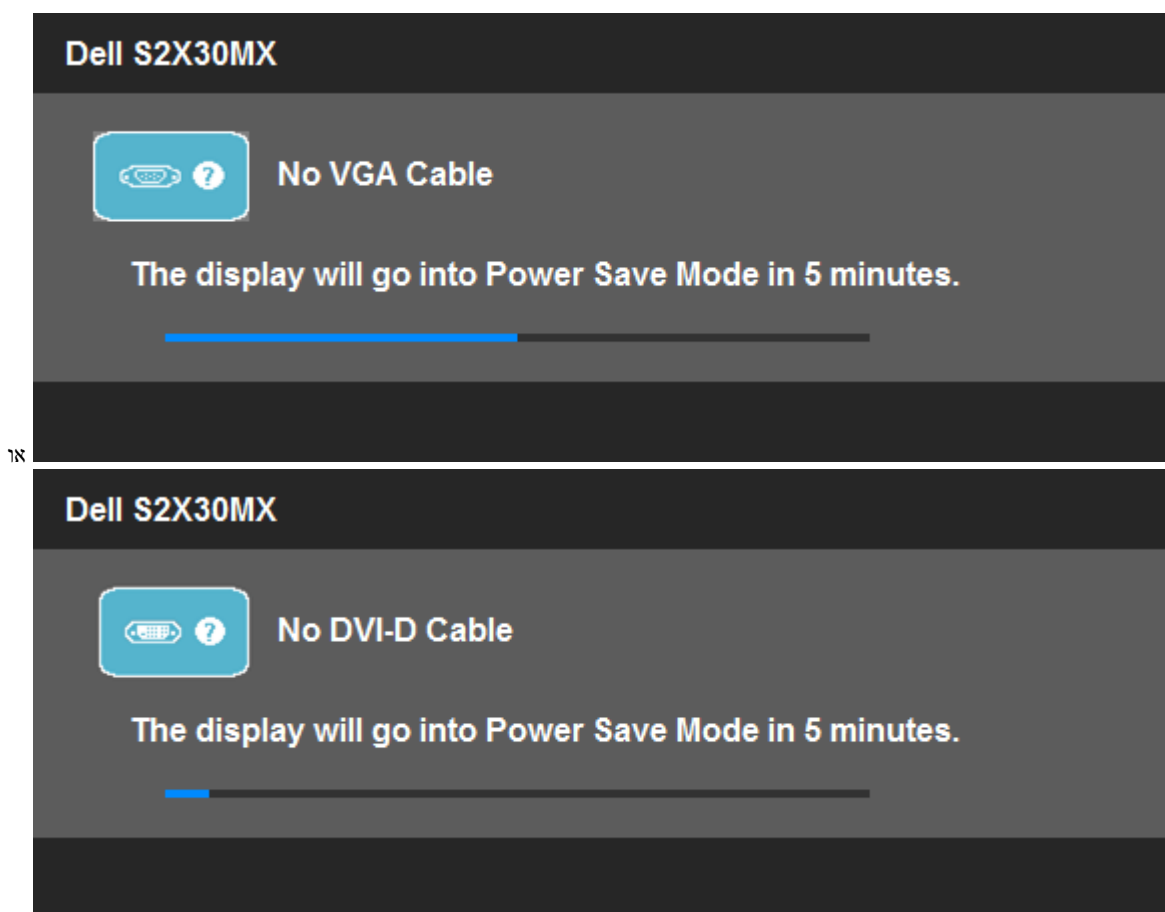 Dell S2X30MX
? No VGA Cable
The display will go into Power Save Mode in 5 minutes.
או
Dell S2X30MX
? No DVI-D Cable
The display will go into Power Save Mode in 5 minutes.